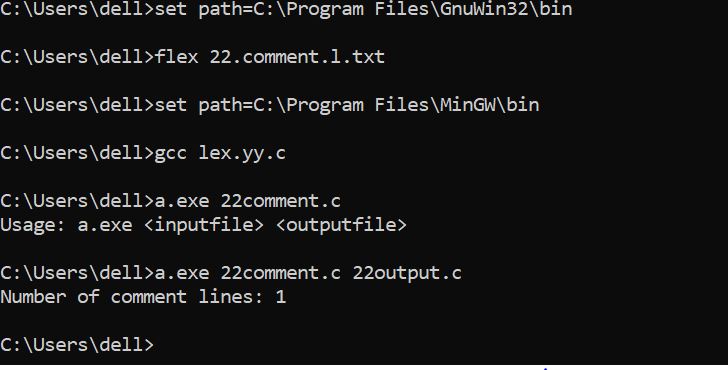 C:\Users\dell>set path=C:\Program Files\GnuWin32\bin
C:\Users\dell>flex 22.comment.l.txt
C:\Users\dell>set path=C:\Program Files\MinGW\bin
C:\Users\dell>gcc lex.yy.c
C:\Users\dell>a.exe 22comment.c
Usage: a.exe <inputfile> <outputfile>
C:\Users\dell>a.exe 22comment.c 22output.c
Number of comment lines: 1
C:\Users\dell>